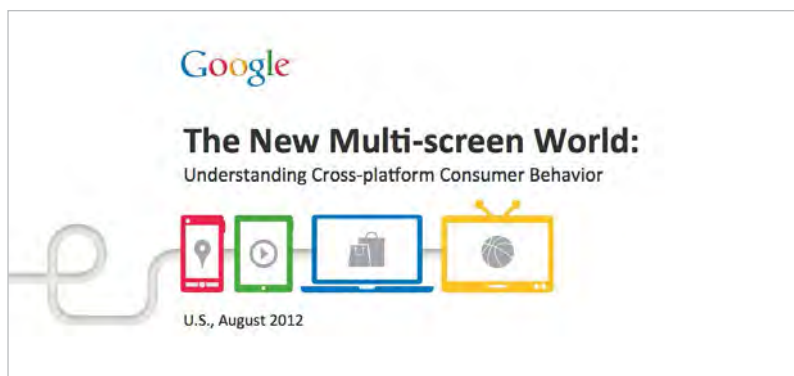 Google
The New Multi-screen World:
Understanding Cross-platform Consumer Behavior
U.S., August 2012